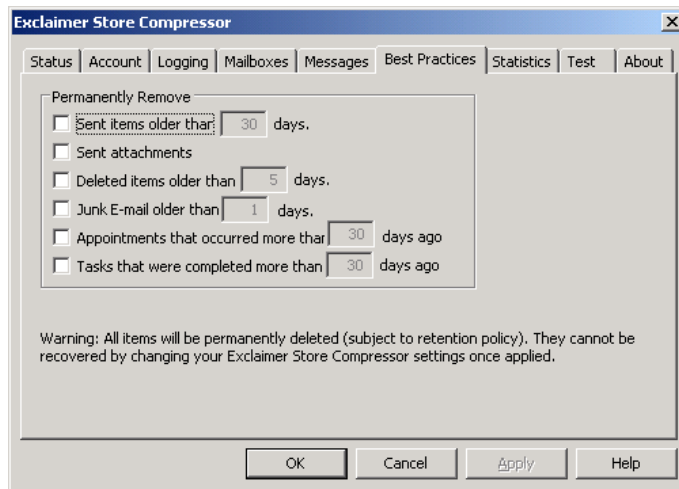 Exclaimer Store Compressor
Status Account Logging Mailboxes Messages Best Practices Statistics Test About
Permanently Remove
Sent items older than 30 days.
Sent attachments
Deleted items older than 5 days.
Junk E-mail older than 1 days.
Appointments that occurred more than 30 days ago
Tasks that were completed more than 30 days ago
Warning: All items will be permanently deleted (subject to retention policy). They cannot be
recovered by changing your Exclaimer Store Compressor settings once applied.
OK Cancel Apply Help